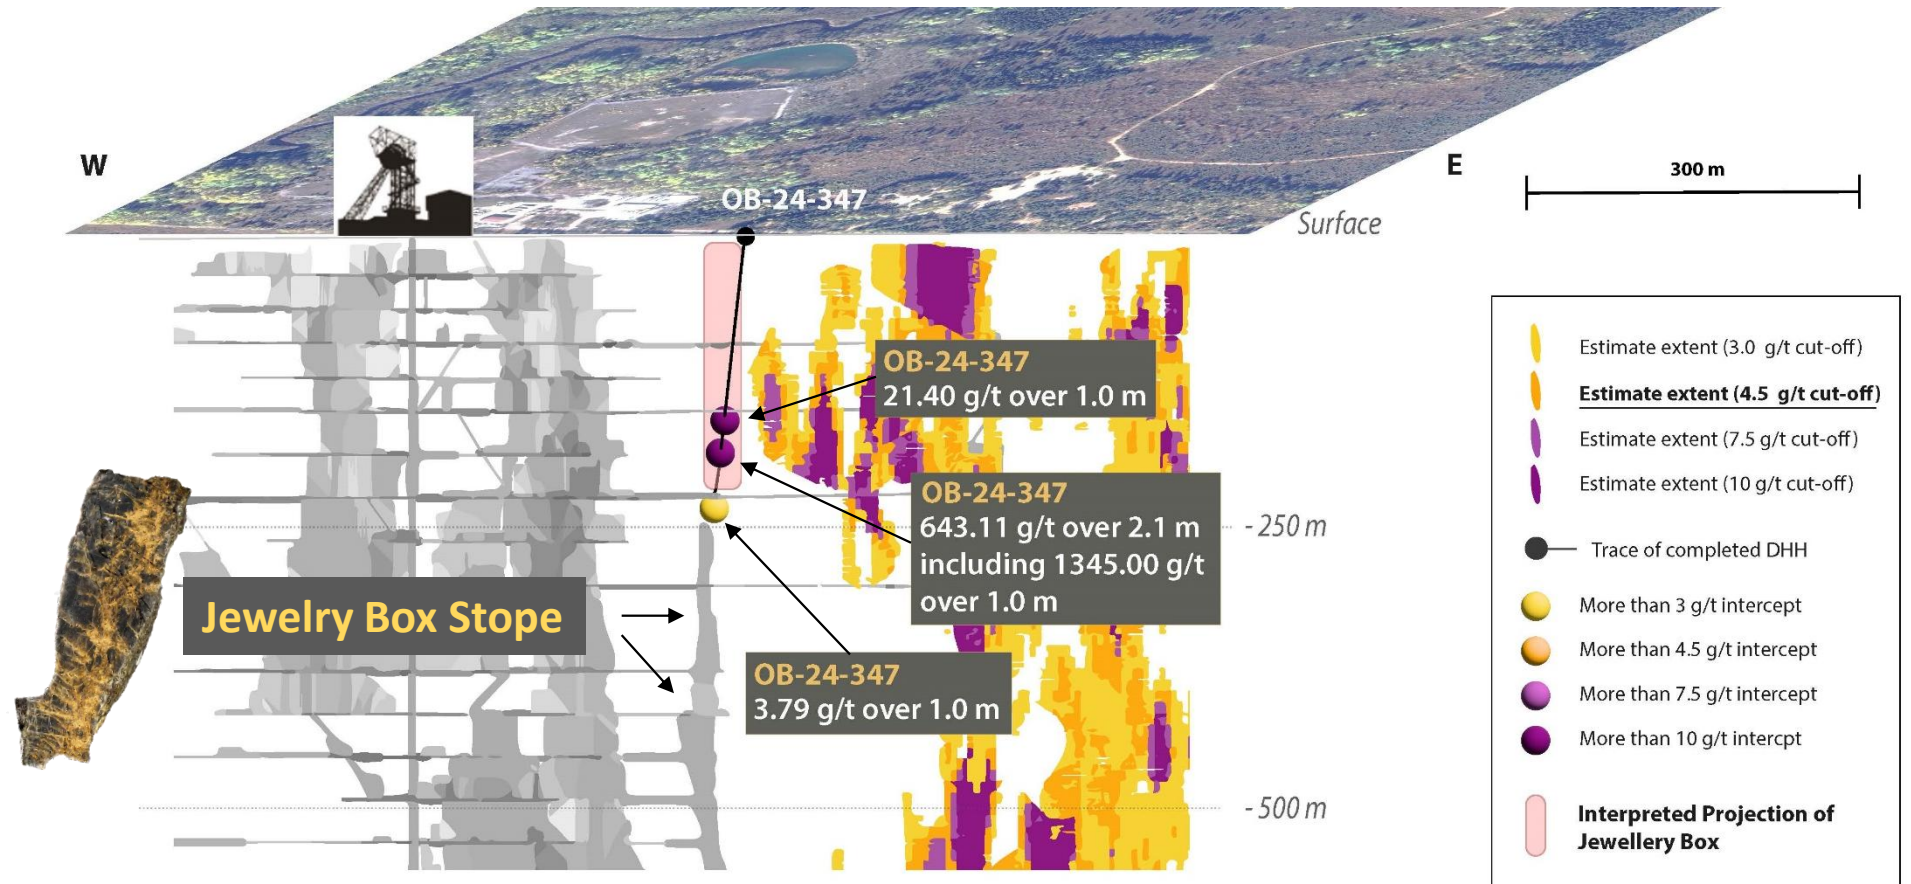 W
E
300 m
OB-24-347
Surface
OB-24-347
21.40 g/t over 1.0 m
OB-24-347
643.11 g/t over 2.1 m
including 1345.00 g/t
over 1.0 m
- 250 m
Jewelry Box Stope
OB-24-347
3.79 g/t over 1.0 m
- 500 m
Estimate extent (3.0 g/t cut-off)
Estimate extent (4.5 g/t cut-off)
Estimate extent (7.5 g/t cut-off)
Estimate extent (10 g/t cut-off)
Trace of completed DHH
More than 3 g/t intercept
More than 4.5 g/t intercept
More than 7.5 g/t intercept
More than 10 g/t intercpt
Interpreted Projection of
Jewellery Box